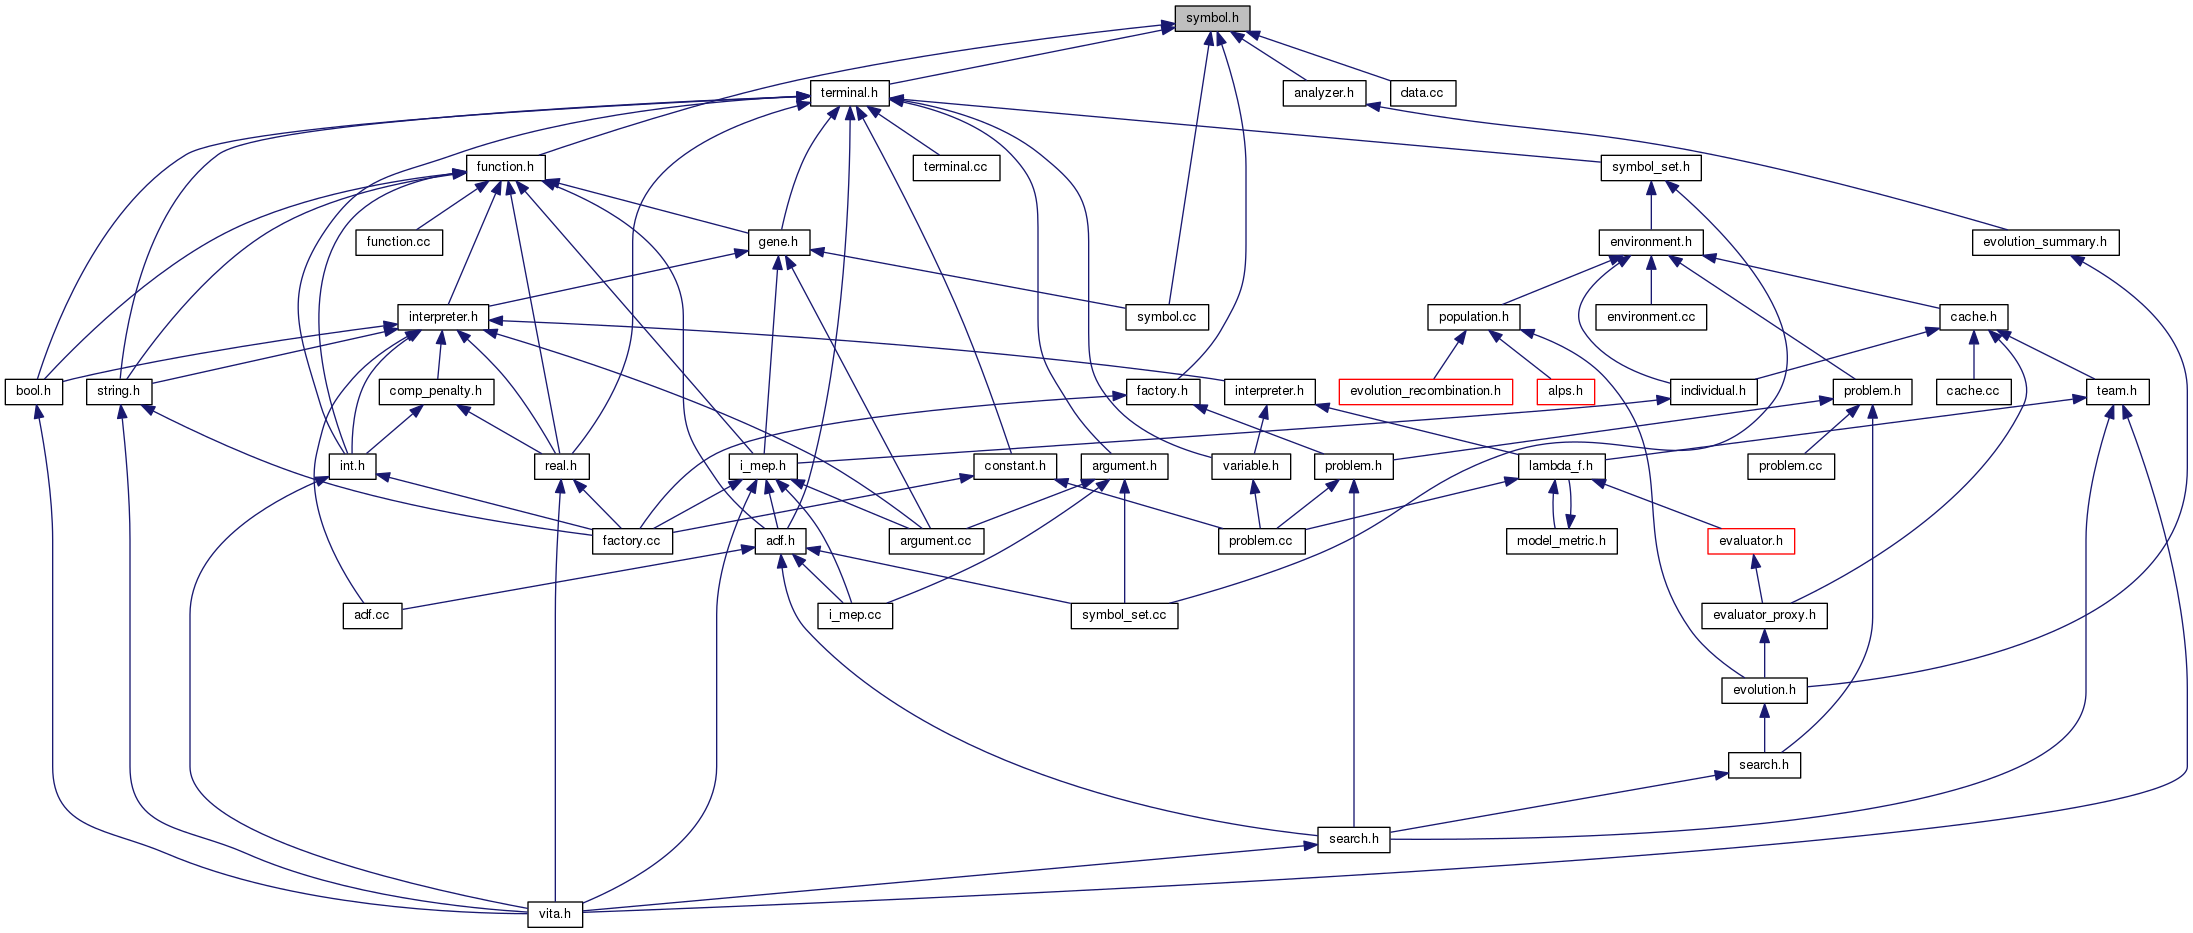 symbol.h
terminal.h
analyzer.h
data.cc
function.h
terminal.cc
symbol_set.h
function.cc
gene.h
environment.h
evolution_summary.h
interpreter.h
symbol.cc
population.h
environment.cc
cache.h
bool.h
string.h
comp_penalty.h
factory.h
interpreter.h
evolution_recombination.h
alps.h
individual.h
problem.h
cache.cc
team.h
int.h
real.h
i_mep.h
constant.h
argument.h
variable.h
problem.h
lambda_f.h
problem.cc
factory.cc
adf.h
argument.cc
problem.cc
model_metric.h
evaluator.h
adf.cc
i_mep.cc
symbol_set.cc
evaluator_proxy.h
evolution.h
search.h
search.h
vita.h